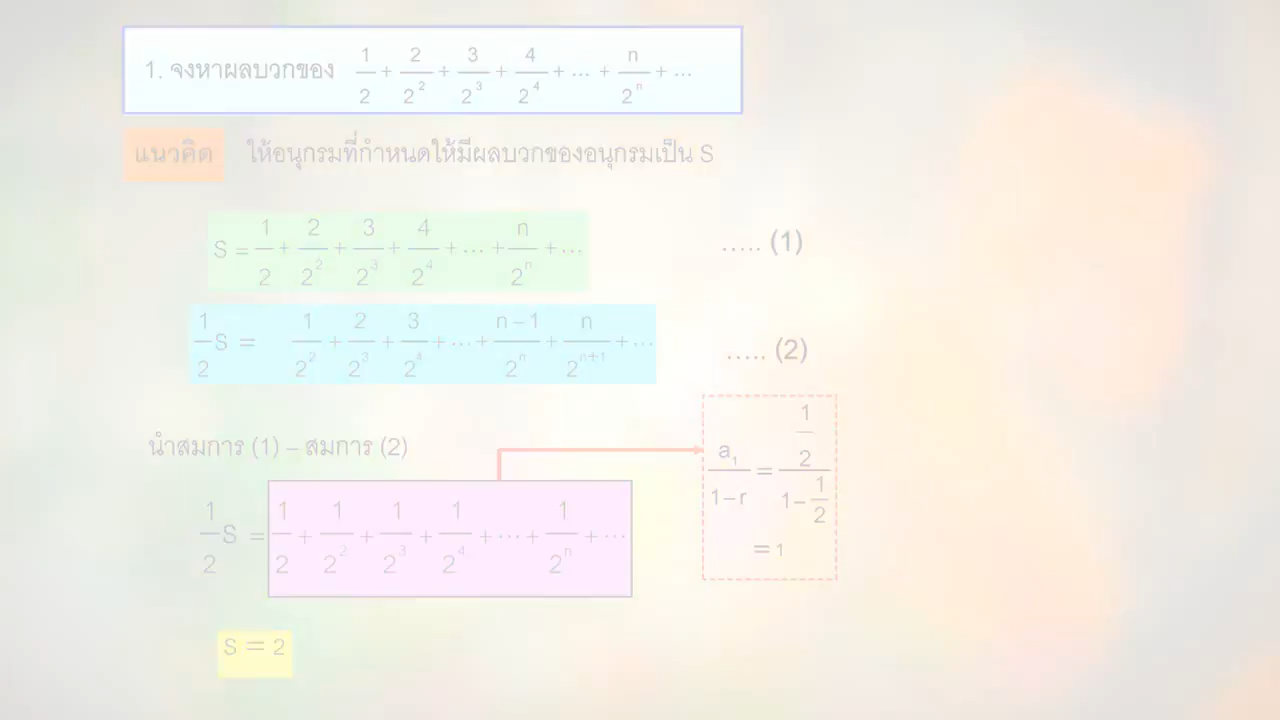 1. จงหาผลบวกของ 1/2 + 2/2² + 3/2³ + 4/2⁴ + ... + n/2ⁿ + ...
แนวคิด ให้อนุกรมที่กำหนดให้มีผลบวกของอนุกรมเป็น S
S = 1/2 + 2/2² + 3/2³ + 4/2⁴ + ... + n/2ⁿ + ... ..... (1)
1/2 S = 1/2² + 2/2³ + 3/2⁴ + ... + (n−1)/2ⁿ + n/2ⁿ⁺¹ + ... ..... (2)
นำสมการ (1) – สมการ (2)
1/2 S = 1/2 + 1/2² + 1/2³ + 1/2⁴ + ... + 1/2ⁿ + ...
a₁/(1−r) = (1/2)/(1−1/2)
= 1
S = 2